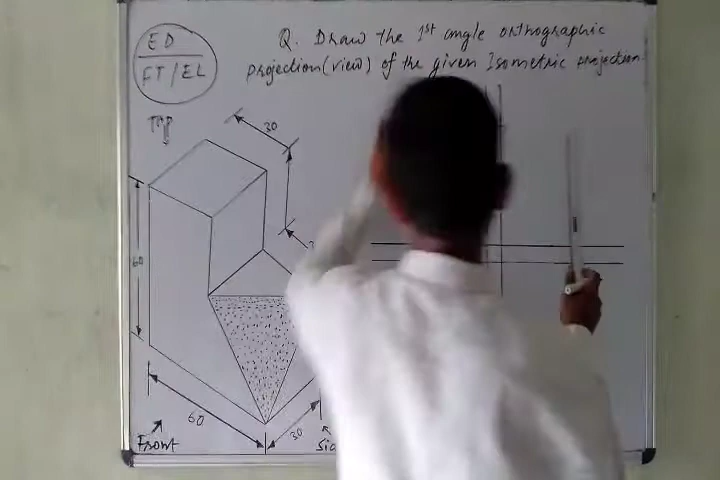 ED
FT/EL
Q. Draw the 1st angle orthographic
projection(view) of the given Isometric projection.
TOP
30
60
60
30
Front